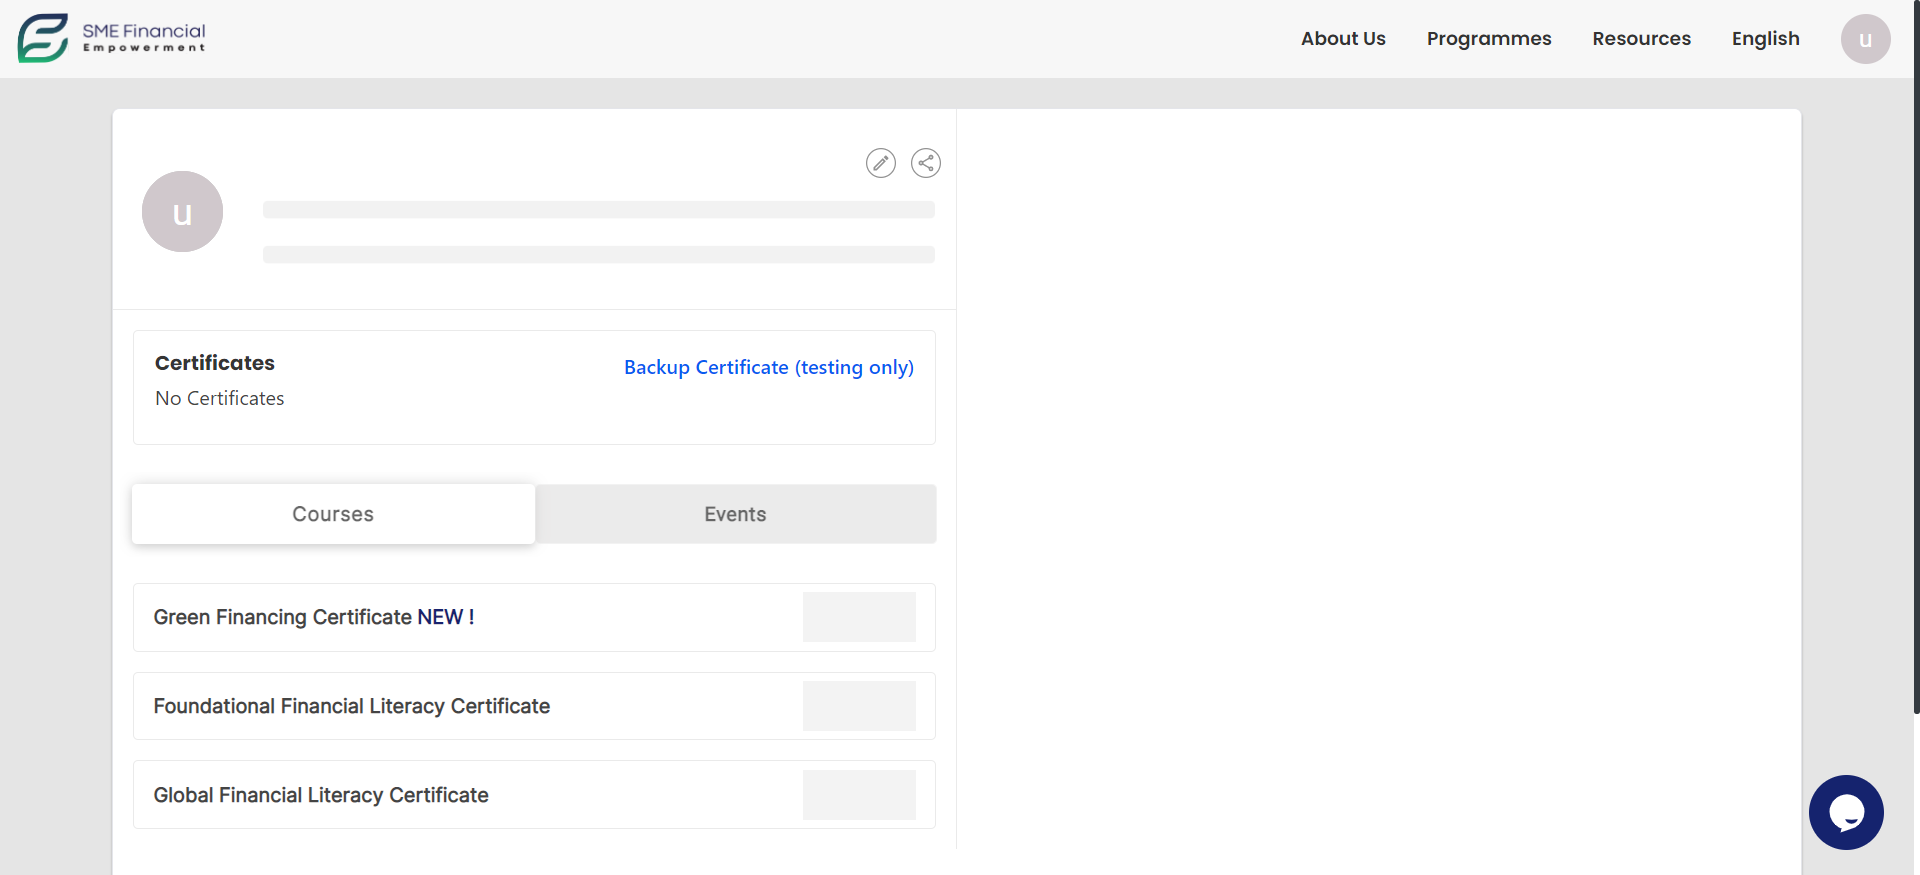 SME Financial
Empowerment
About Us
Programmes
Resources
English
u
u
Certificates
Backup Certificate (testing only)
No Certificates
Courses
Events
Green Financing Certificate NEW !
Foundational Financial Literacy Certificate
Global Financial Literacy Certificate